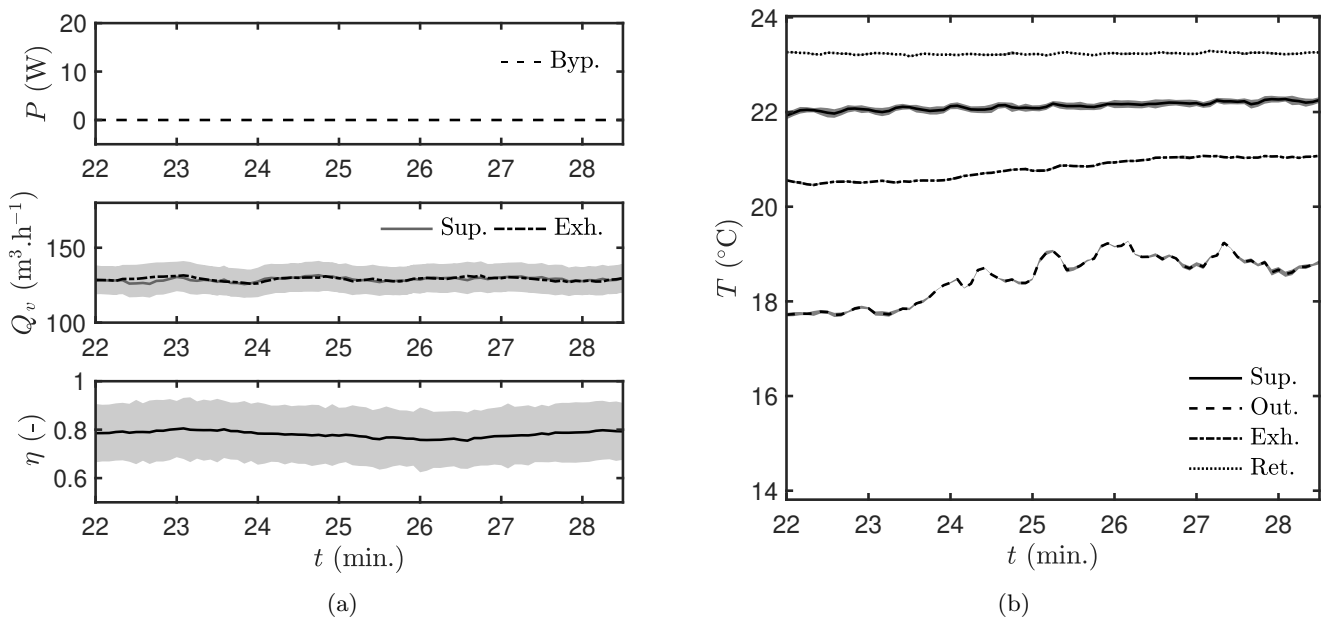 20
10
0
P (W)
Byp.
22 23 24 25 26 27 28
150
100
Q_v (m³.h⁻¹)
Sup. Exh.
22 23 24 25 26 27 28
1
0.8
0.6
η (-)
22 23 24 25 26 27 28
t (min.)
(a)
24
22
20
18
16
14
T (°C)
Sup.
Out.
Exh.
Ret.
22 23 24 25 26 27 28
t (min.)
(b)